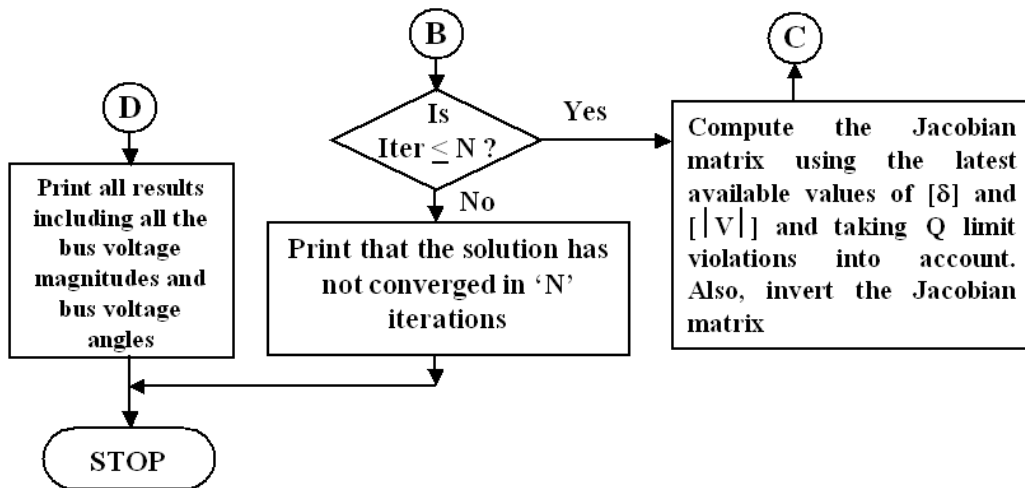 B
C
D
Is
Iter ≤ N ?
Yes
No
Print all results
including all the
bus voltage
magnitudes and
bus voltage
angles
Print that the solution has
not converged in ‘N’
iterations
Compute the Jacobian
matrix using the latest
available values of [δ] and
[|V|] and taking Q limit
violations into account.
Also, invert the Jacobian
matrix
STOP